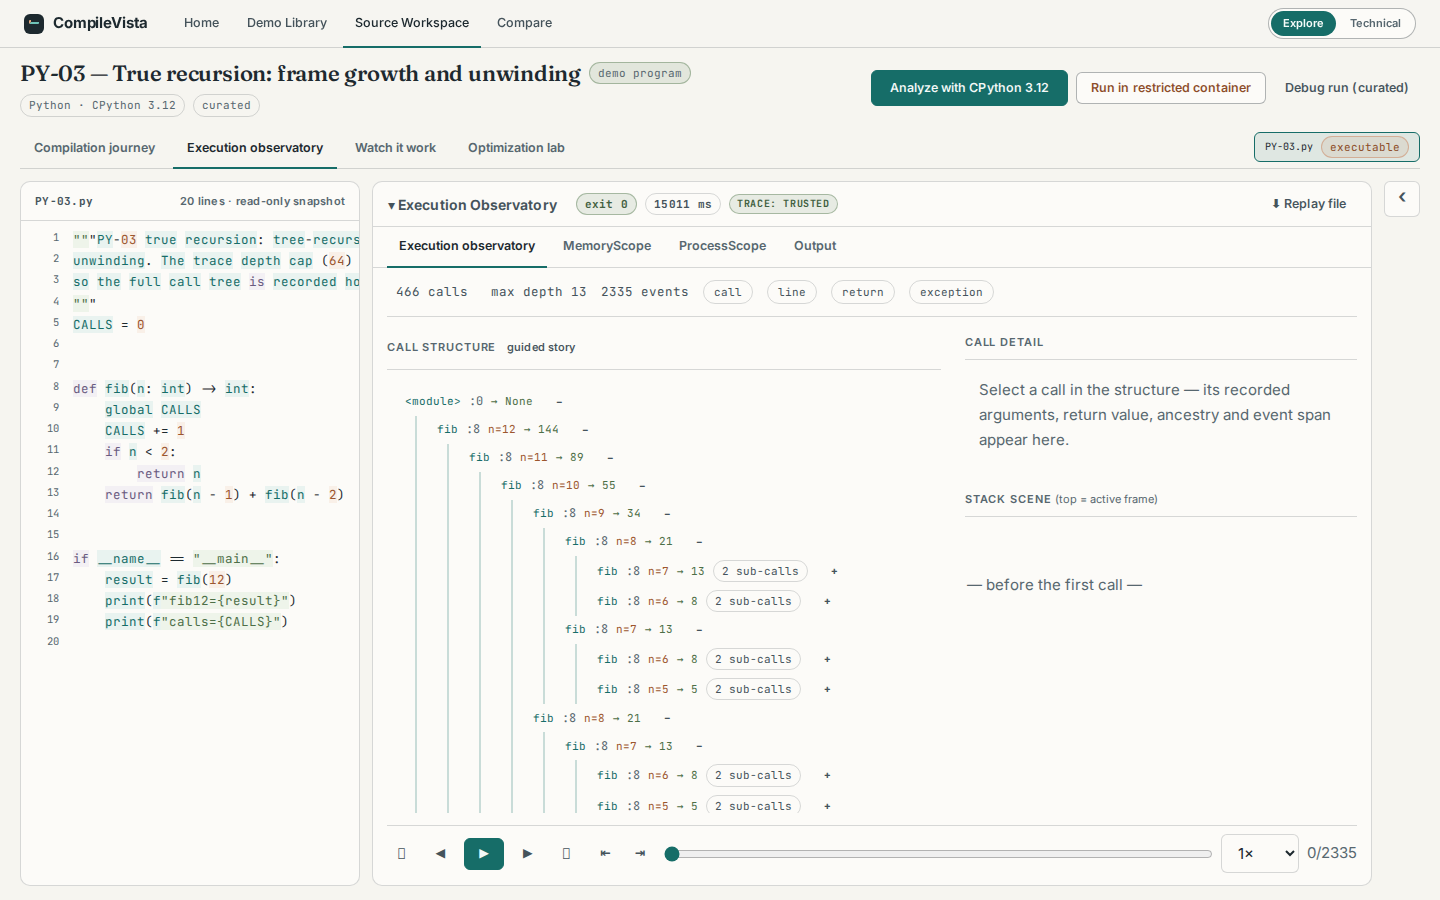 CompileVista
Home
Demo Library
Source Workspace
Compare
Explore
Technical
PY-03 — True recursion: frame growth and unwinding
demo program
Python · CPython 3.12
curated
Analyze with CPython 3.12
Run in restricted container
Debug run (curated)
Compilation journey
Execution observatory
Watch it work
Optimization lab
PY-03.py
executable
PY-03.py
20 lines · read-only snapshot
1 """PY-03 true recursion: tree-recurs
2 unwinding. The trace depth cap (64)
3 so the full call tree is recorded ho
4 """
5 CALLS = 0
6
7
8 def fib(n: int) → int:
9 global CALLS
10 CALLS += 1
11 if n < 2:
12 return n
13 return fib(n - 1) + fib(n - 2)
14
15
16 if __name__ == "__main__":
17 result = fib(12)
18 print(f"fib12={result}")
19 print(f"calls={CALLS}")
20
▾ Execution Observatory
exit 0
15011 ms
TRACE: TRUSTED
⬇ Replay file
Execution observatory
MemoryScope
ProcessScope
Output
466 calls
max depth 13
2335 events
call
line
return
exception
CALL STRUCTURE guided story
<module> :0 → None −
fib :8 n=12 → 144 −
fib :8 n=11 → 89 −
fib :8 n=10 → 55 −
fib :8 n=9 → 34 −
fib :8 n=8 → 21 −
fib :8 n=7 → 13 2 sub-calls +
fib :8 n=6 → 8 2 sub-calls +
fib :8 n=7 → 13 −
fib :8 n=6 → 8 2 sub-calls +
fib :8 n=5 → 5 2 sub-calls +
fib :8 n=8 → 21 −
fib :8 n=7 → 13 −
fib :8 n=6 → 8 2 sub-calls +
fib :8 n=5 → 5 2 sub-calls +
CALL DETAIL
Select a call in the structure — its recorded
arguments, return value, ancestry and event span
appear here.
STACK SCENE (top = active frame)
— before the first call —
1×
0/2335